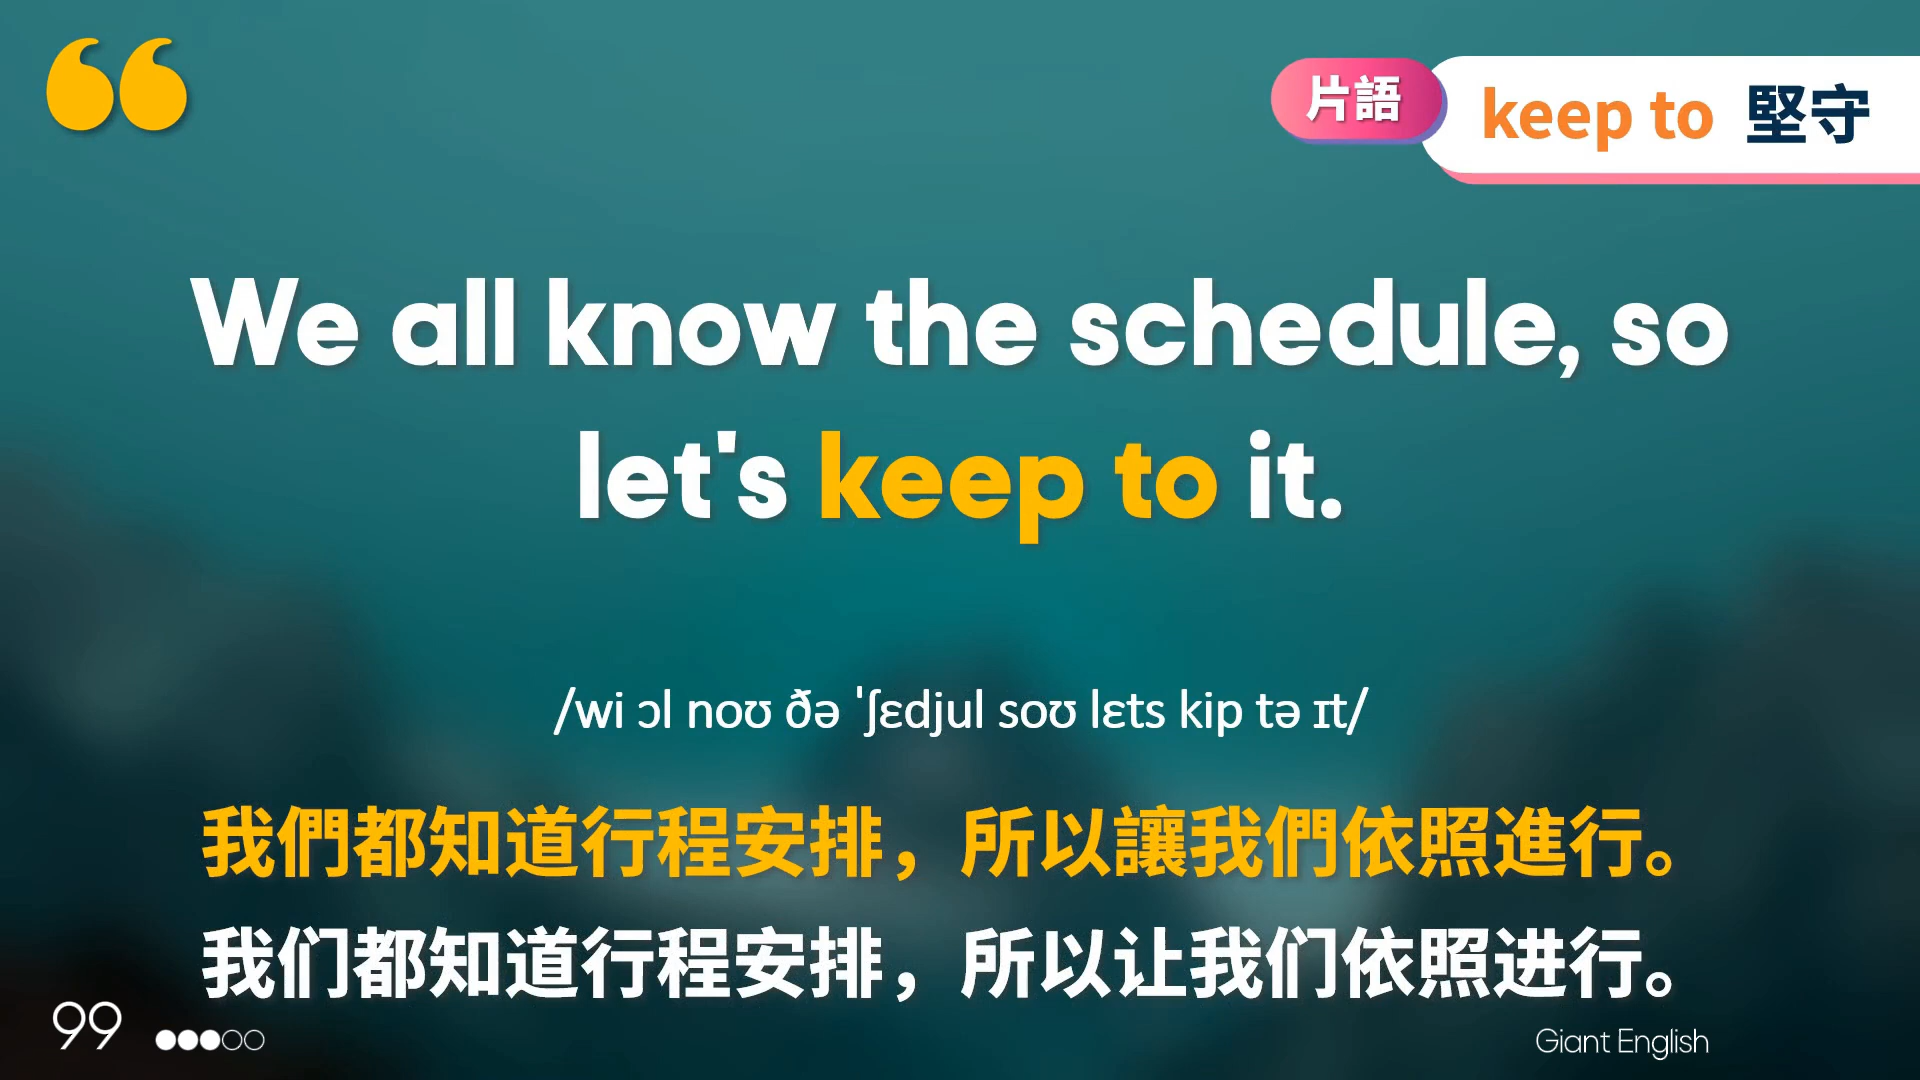 片語 keep to 堅守
We all know the schedule, so
let's keep to it.
/wi ɔl noʊ ðə ˈʃɛdjul soʊ lɛts kip tə ɪt/
我們都知道行程安排，所以讓我們依照進行。
我们都知道行程安排，所以让我们依照进行。
99
Giant English